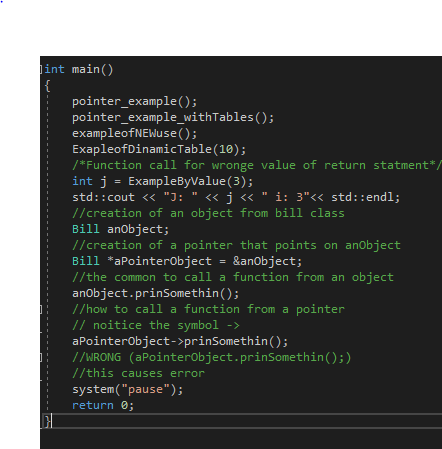 int main()
{
pointer_example();
pointer_example_withTables();
exampleofNEWuse();
ExapleofDinamicTable(10);
/*Function call for wronge value of return statment*/
int j = ExampleByValue(3);
std::cout << "J: " << j << " i: 3"<< std::endl;
//creation of an object from bill class
Bill anObject;
//creation of a pointer that points on anObject
Bill *aPointerObject = &anObject;
//the common to call a function from an object
anObject.prinSomethin();
//how to call a function from a pointer
// noitice the symbol ->
aPointerObject->prinSomethin();
//WRONG (aPointerObject.prinSomethin();)
//this causes error
system("pause");
return 0;
}